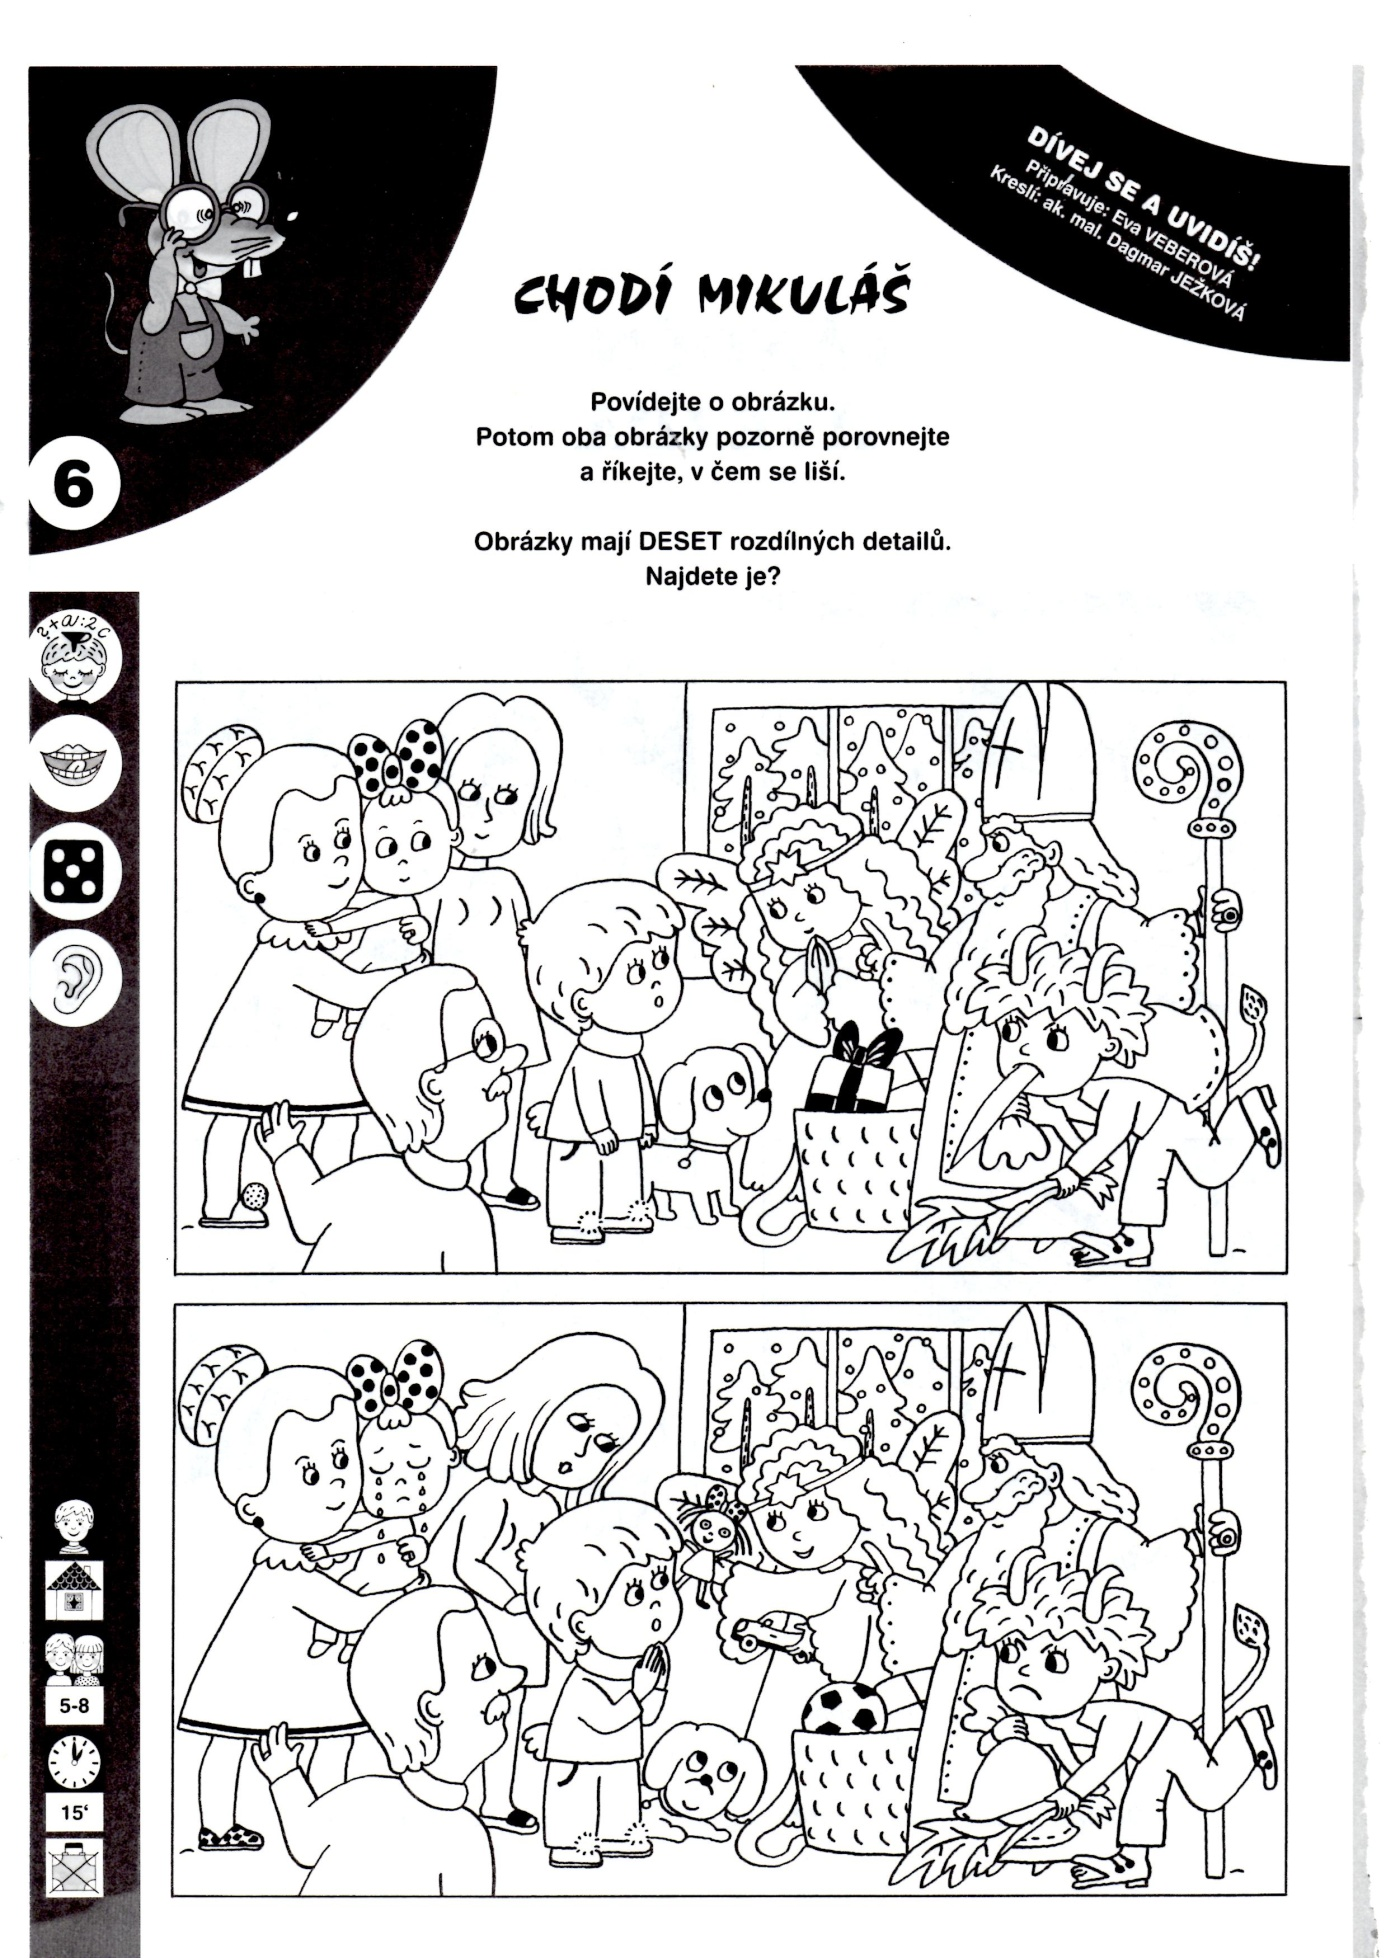 DÍVEJ SE A UVIDÍŠ!
Připravuje: Eva VEBEROVÁ
Kreslí: ak. mal. Dagmar JEŽKOVÁ
CHODÍ MIKULÁŠ
Povídejte o obrázku.
Potom oba obrázky pozorně porovnejte
a říkejte, v čem se liší.
Obrázky mají DESET rozdílných detailů.
Najdete je?
6
?+a:2c
5-8
15‘